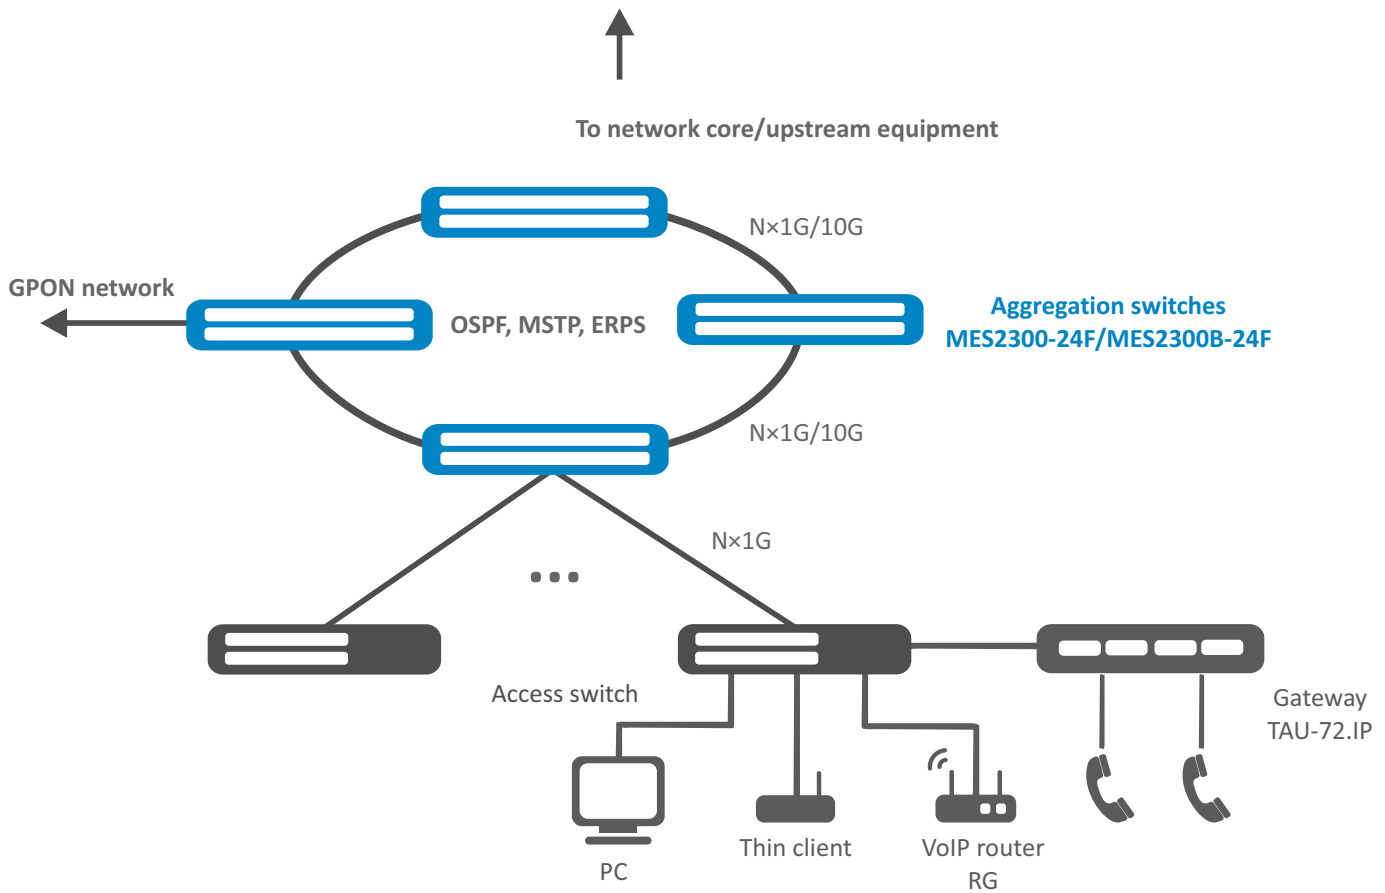 To network core/upstream equipment
N×1G/10G
GPON network
OSPF, MSTP, ERPS
Aggregation switches
MES2300-24F/MES2300B-24F
N×1G/10G
N×1G
Access switch
Gateway
TAU-72.IP
PC
Thin client
VoIP router
RG